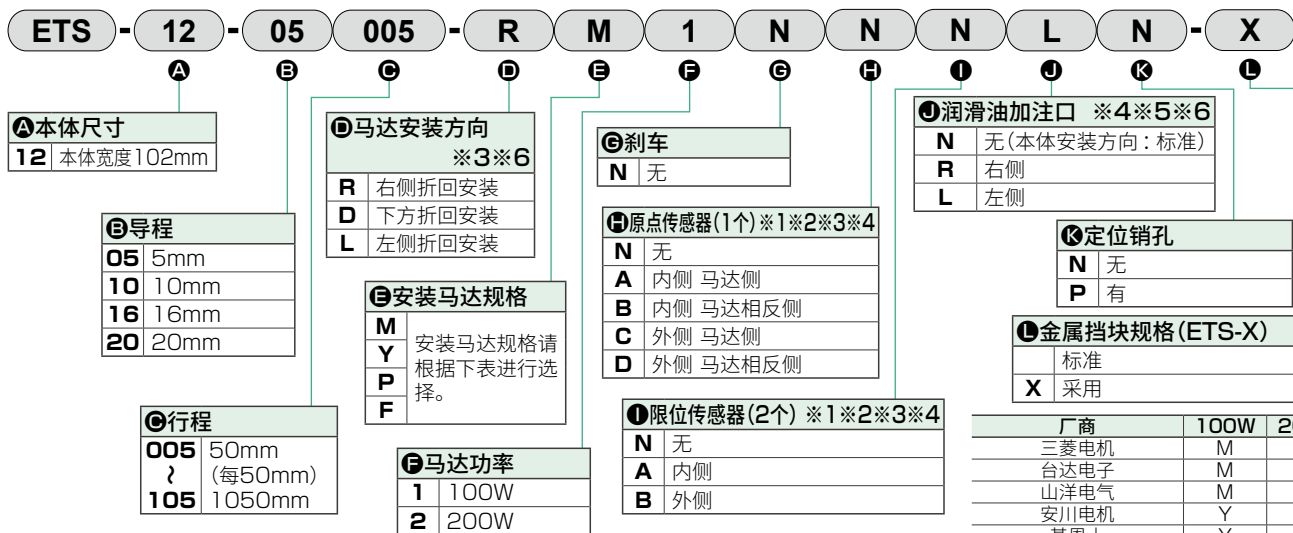 ETS - 12 - 05 005 - R M 1 N N N L N - X
A B C D E F G H I J K L
A本体尺寸
12 本体宽度102mm
B导程
05 5mm
10 10mm
16 16mm
20 20mm
C行程
005 50mm
~ (每50mm)
105 1050mm
D马达安装方向
※3※6
R 右侧折回安装
D 下方折回安装
L 左侧折回安装
E安装马达规格
M
Y
P
F
安装马达规格请
根据下表进行选
择。
F马达功率
1 100W
2 200W
G刹车
N 无
H原点传感器(1个)※1※2※3※4
N 无
A 内侧 马达侧
B 内侧 马达相反侧
C 外侧 马达侧
D 外侧 马达相反侧
I限位传感器(2个) ※1※2※3※4
N 无
A 内侧
B 外侧
J润滑油加注口 ※4※5※6
N 无(本体安装方向:标准)
R 右侧
L 左侧
K定位销孔
N 无
P 有
L金属挡块规格(ETS-X)
标准
X 采用
厂商 100W
三菱电机 M
台达电子 M
山洋电气 M
安川电机 Y